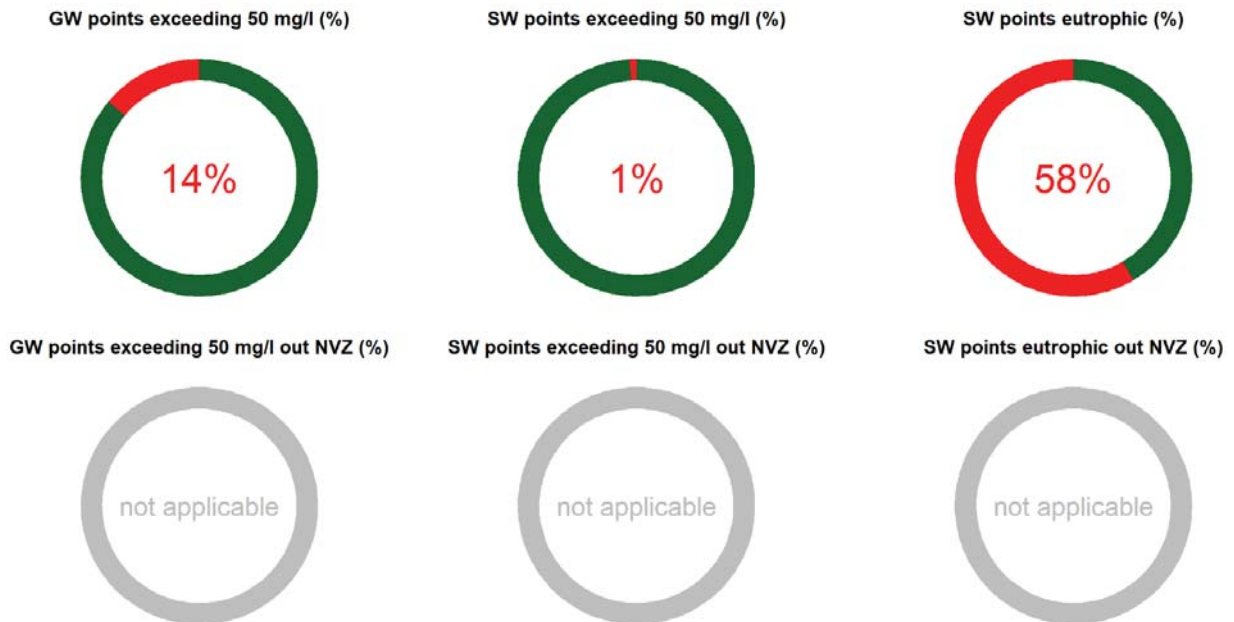 GW points exceeding 50 mg/l (%)
SW points exceeding 50 mg/l (%)
SW points eutrophic (%)
14%
1%
58%
GW points exceeding 50 mg/l out NVZ (%)
SW points exceeding 50 mg/l out NVZ (%)
SW points eutrophic out NVZ (%)
not applicable
not applicable
not applicable